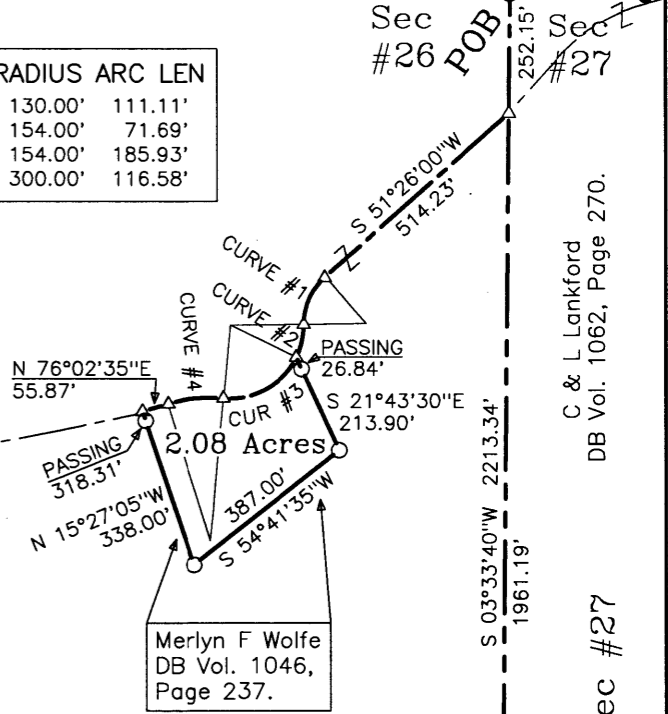 Sec
#26
POB
252.15'
Sec
#27
RADIUS ARC LEN
130.00' 111.11'
154.00' 71.69'
154.00' 185.93'
300.00' 116.58'
S 51°26'00"W
514.23'
CURVE #1
CURVE #2
CURVE #4
CUR #3
PASSING
26.84'
N 76°02'35"E
55.87'
S 21°43'30"E
213.90'
2.08 Acres
PASSING
318.31'
N 15°27'05"W
338.00'
387.00'
S 54°41'35"W
C & L Lankford
DB Vol. 1062, Page 270.
S 03°33'40"W 2213.34'
1961.19'
ec #27
Merlyn F Wolfe
DB Vol. 1046,
Page 237.